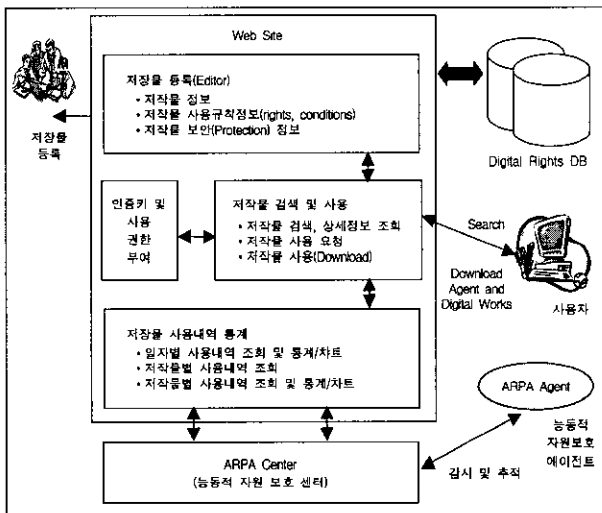 Web Site
저장물 등록(Editor)
• 저작물 정보
• 저작물 사용규칙정보(rights, conditions)
• 저작물 보안(Protection) 정보
저장물
등록
Digital Rights DB
인증키 및
사용
권한
부여
저작물 검색 및 사용
• 저작물 검색, 상세정보 조회
• 저작물 사용 요청
• 저작물 사용(Download)
Search
Download
Agent and
Digital Works
사용자
저장물 사용내역 통계
• 일자별 사용내역 조회 및 통계/챠트
• 저작물별 사용내역 조회
• 저작물별 사용내역 조회 및 통계/챠트
ARPA Agent
능동적
자원보호
에이전트
ARPA Center
(능동적 자원 보호 센터)
감시 및 추적